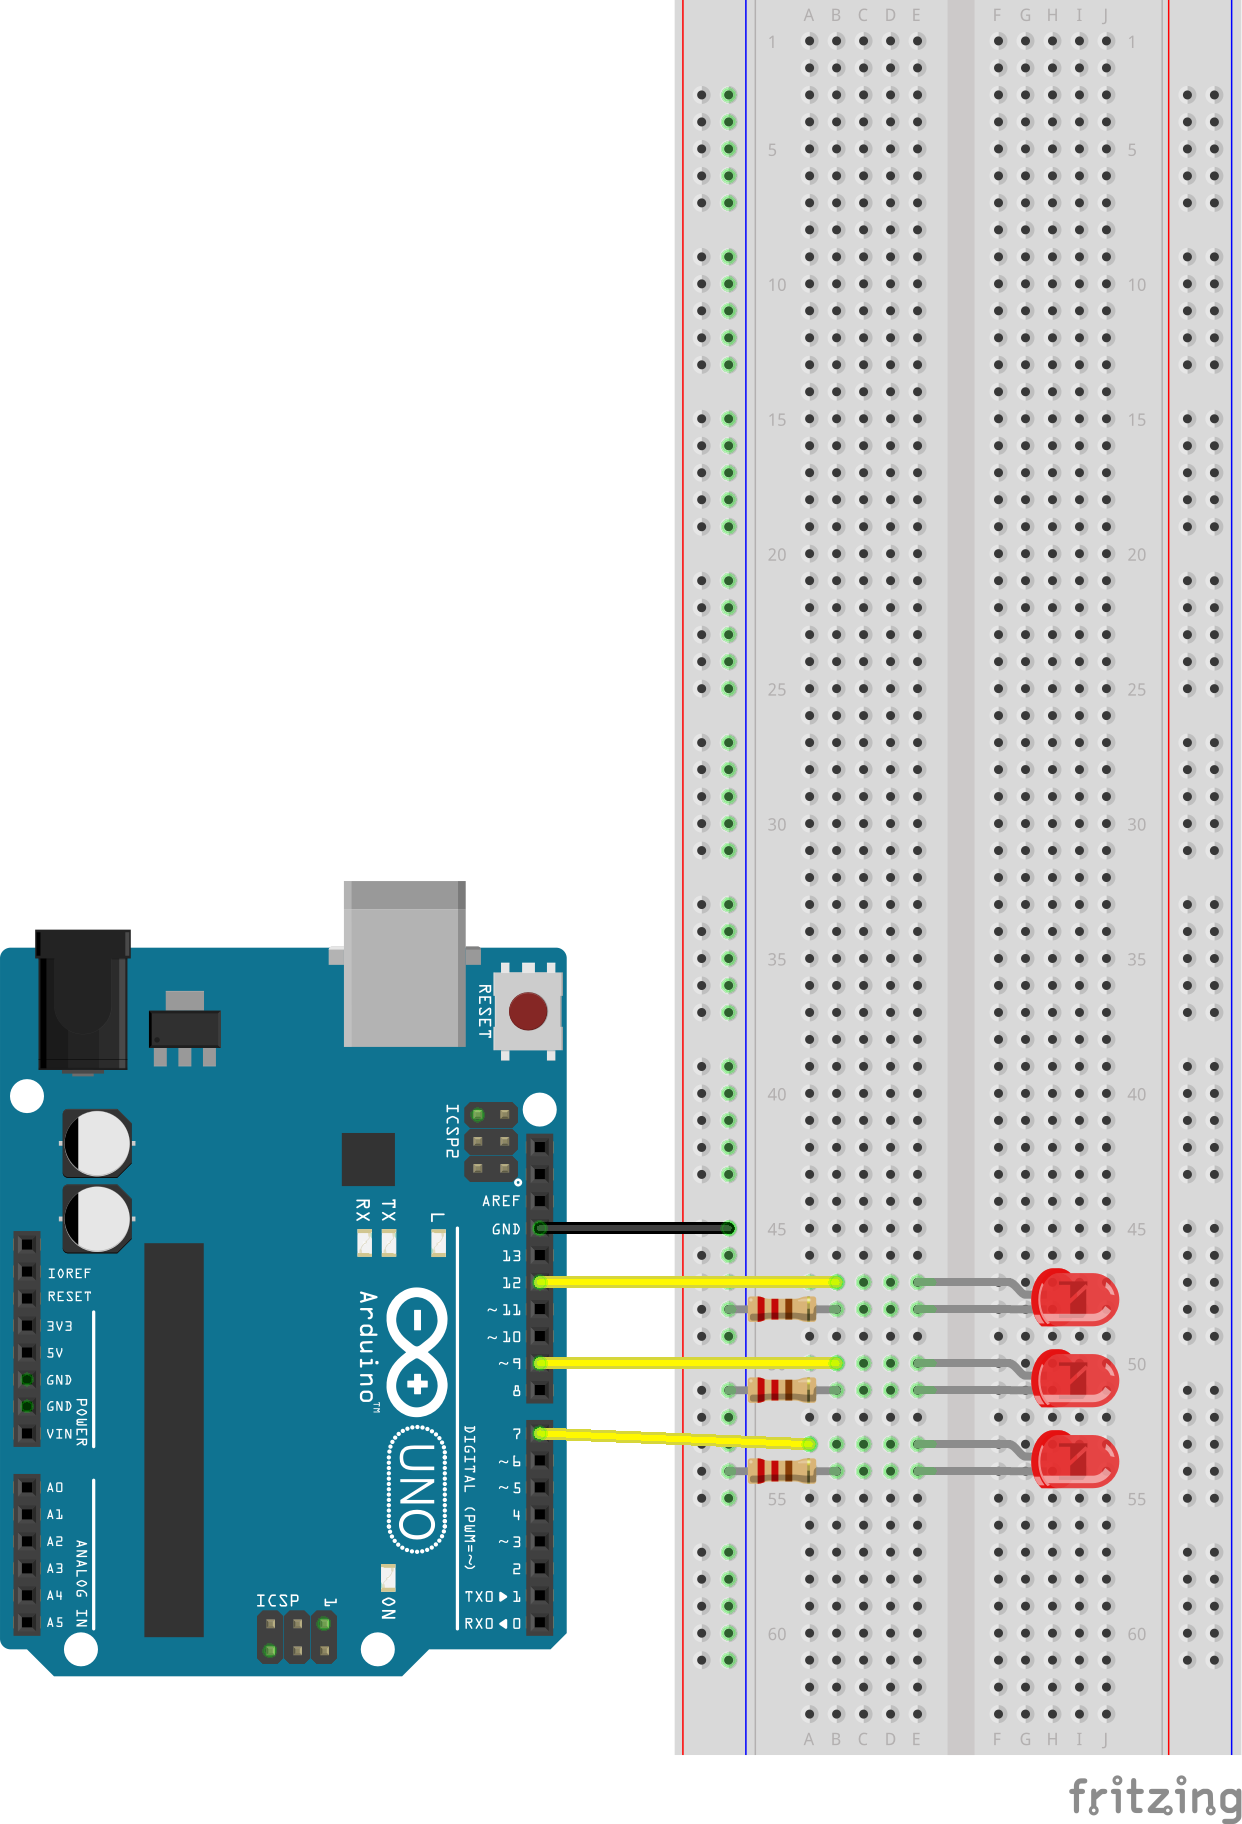 A B C D E F G H I J
1 1
5 5
10 10
15 15
20 20
25 25
30 30
35 35
40 40
45 45
50
55 55
60 60
A B C D E F G H I J
RESET
ICSP2
AREF
GND
13
12
~11
~10
~9
8
7
~6
~5
4
~3
2
TX0▶1
RX0◀0
DIGITAL (PWM=~)
RX
TX
L
Arduino™
UNO
IOREF
RESET
3V3
5V
GND
GND
VIN
POWER
A0
A1
A2
A3
A4
A5
ANALOG IN
ICSP
1
ON
fritzing